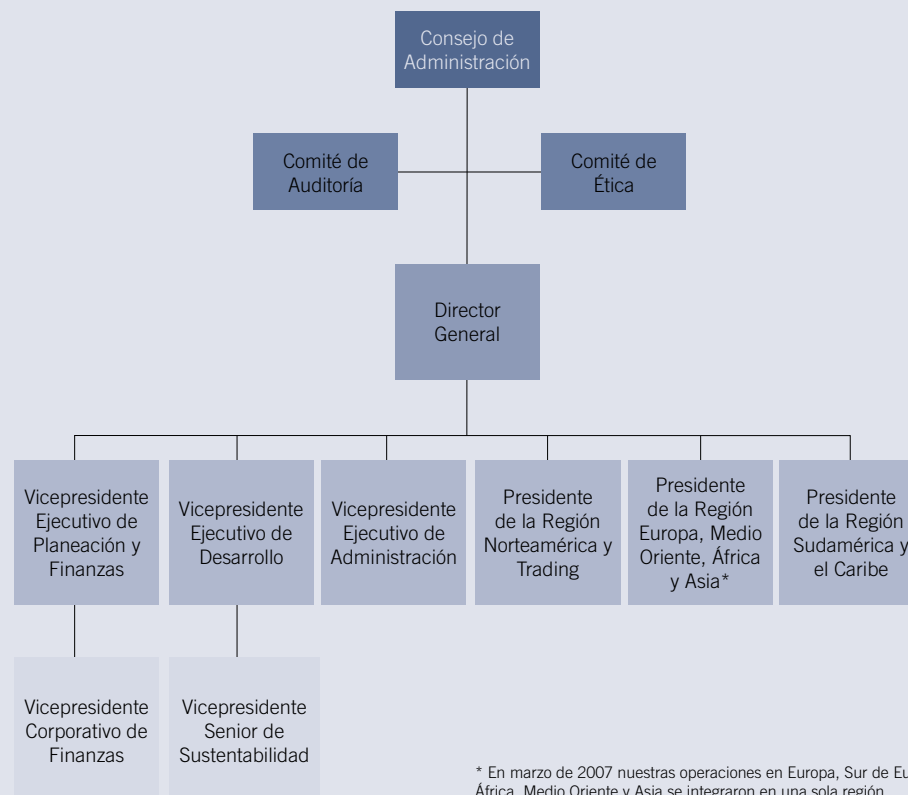 Consejo de
Administración
Comité de
Auditoría
Comité de
Ética
Director
General
Vicepresidente
Ejecutivo de
Planeación y
Finanzas
Vicepresidente
Ejecutivo de
Desarrollo
Vicepresidente
Ejecutivo de
Administración
Presidente
de la Región
Norteamérica y
Trading
Presidente
de la Región
Europa, Medio
Oriente, África
y Asia*
Presidente
de la Región
Sudamérica y
el Caribe
Vicepresidente
Corporativo de
Finanzas
Vicepresidente
Senior de
Sustentabilidad
* En marzo de 2007 nuestras operaciones en Europa, Sur de
África, Medio Oriente y Asia se integraron en una sola región